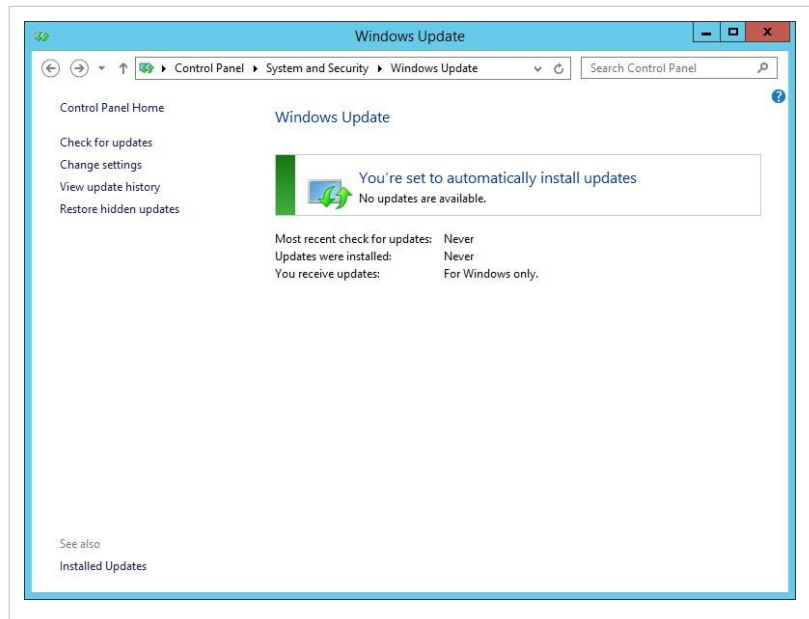 Windows Update
Control Panel ▸ System and Security ▸ Windows Update
Search Control Panel
Control Panel Home
Check for updates
Change settings
View update history
Restore hidden updates
Windows Update
You're set to automatically install updates
No updates are available.
Most recent check for updates: Never
Updates were installed: Never
You receive updates: For Windows only.
See also
Installed Updates